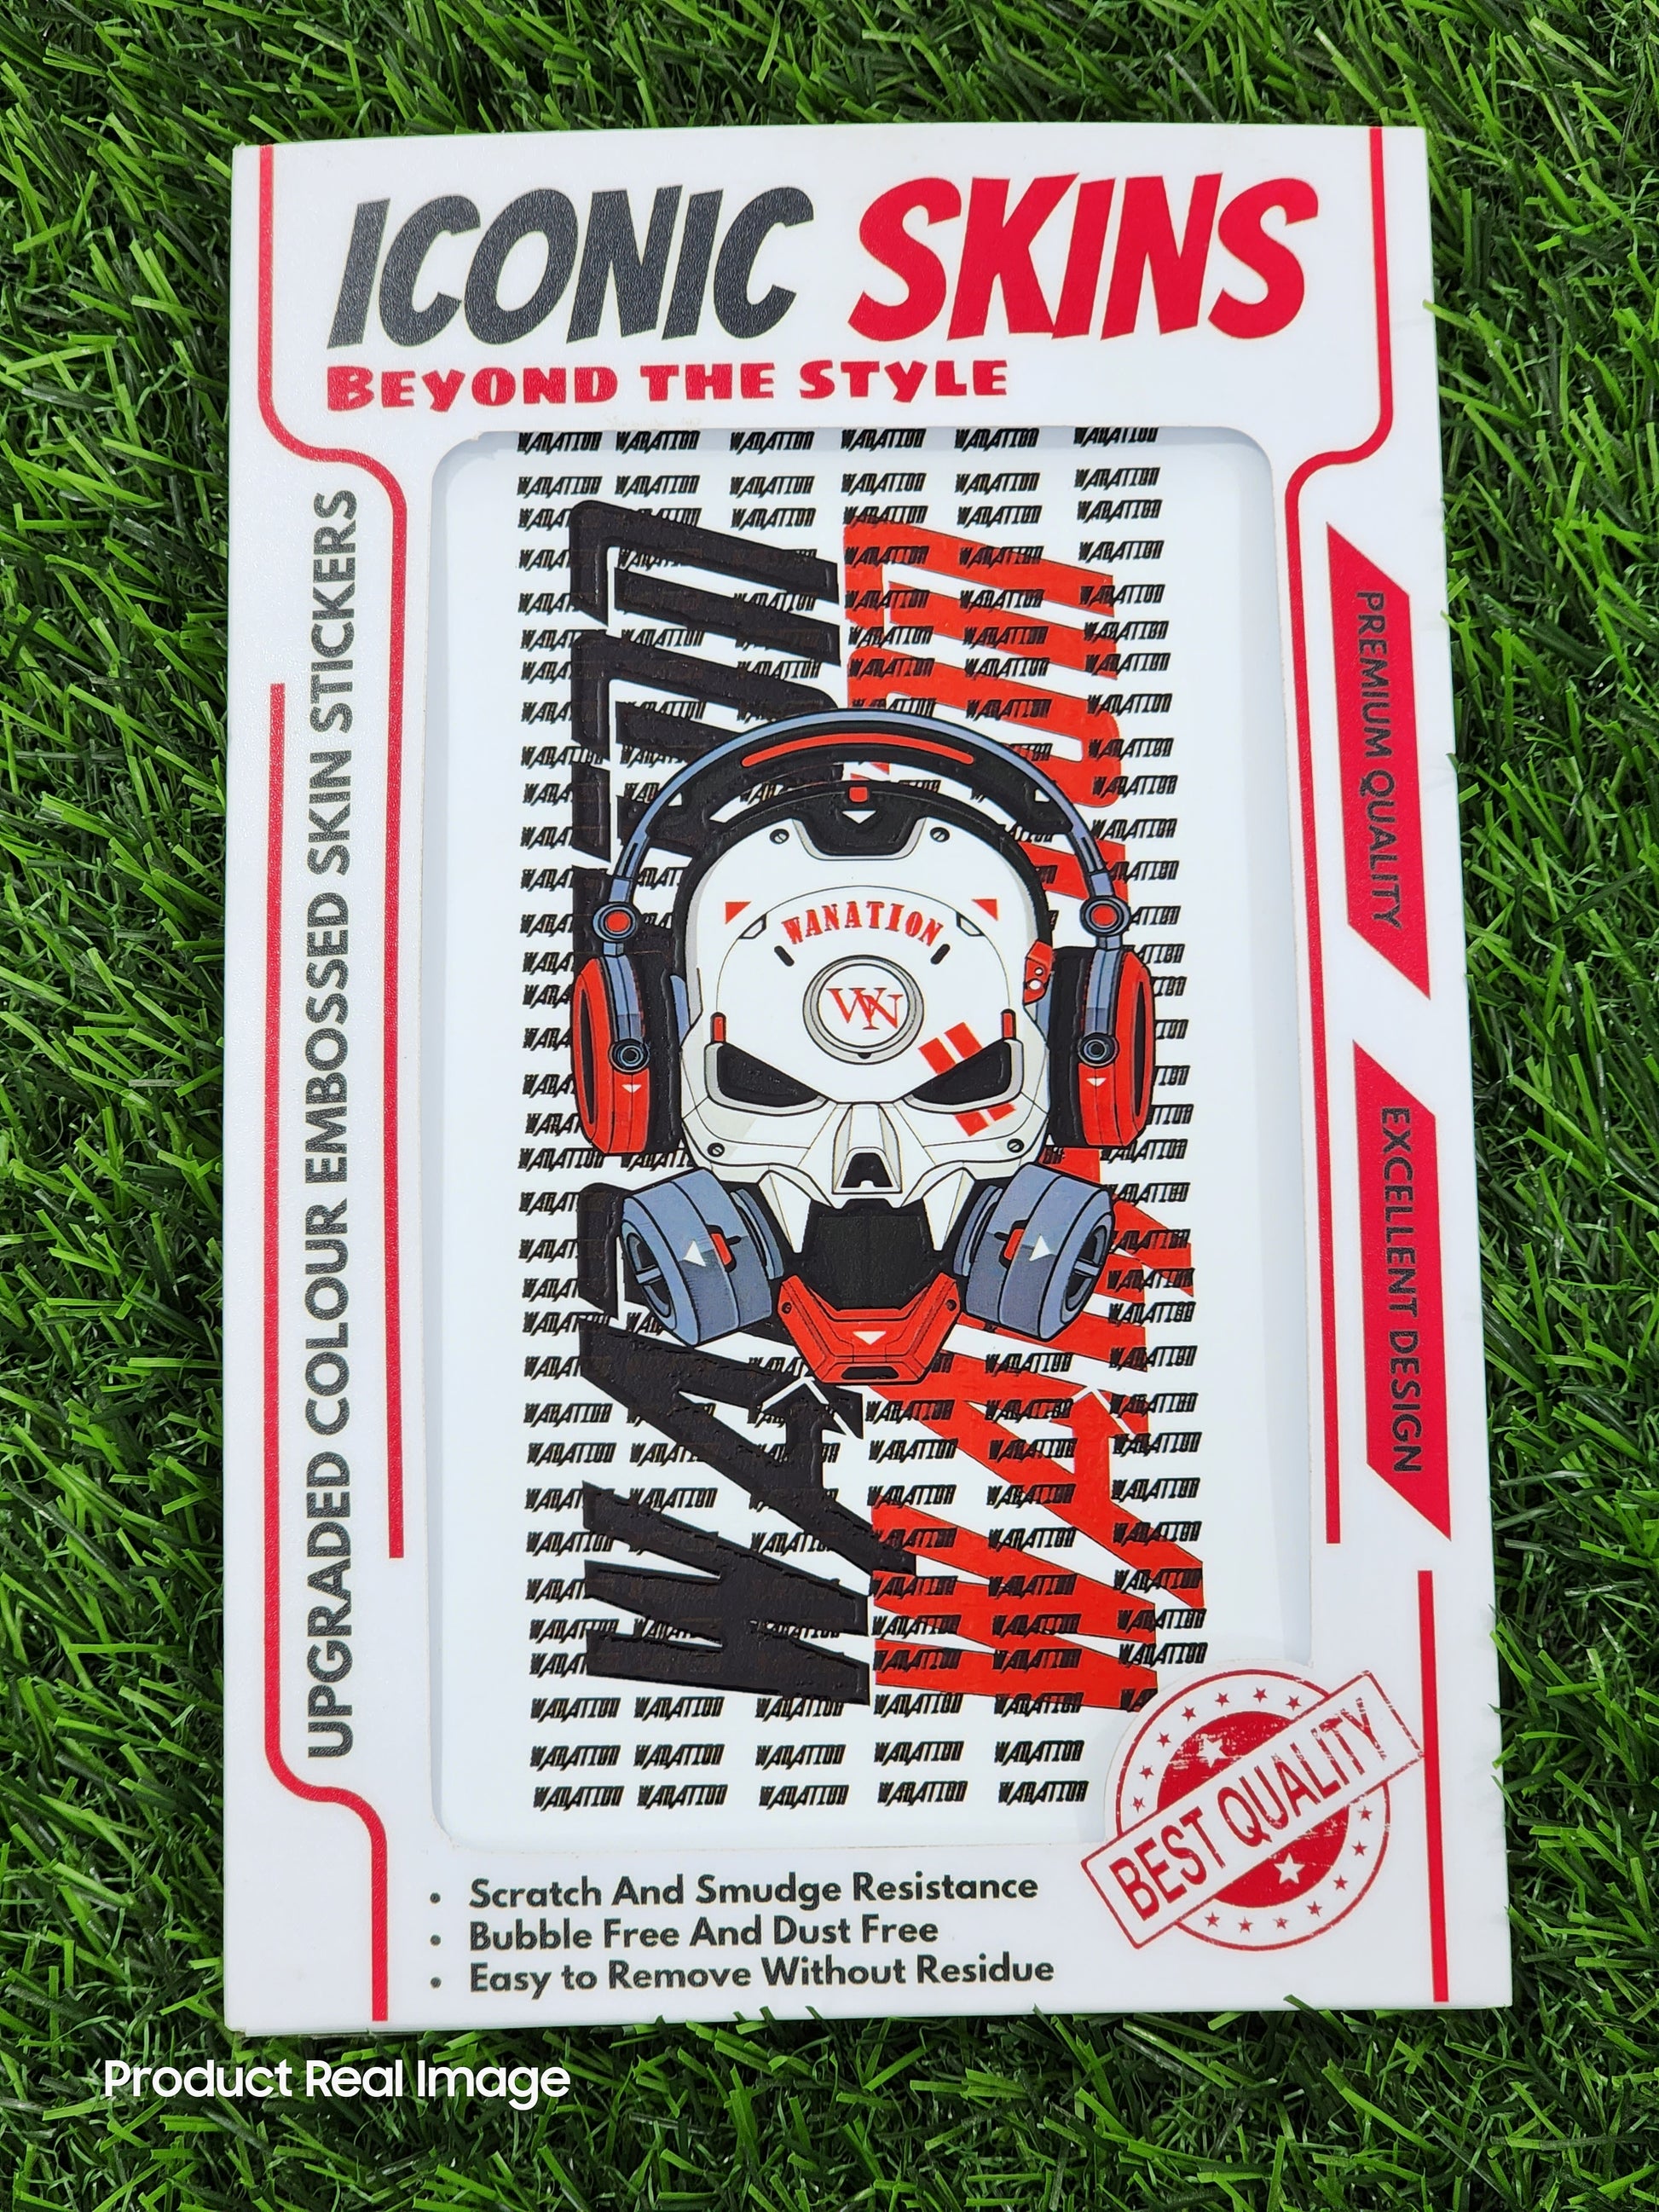 ICONIC SKINS
BEYOND THE STYLE
UPGRADED COLOUR EMBOSSED SKIN STICKERS
PREMIUM QUALITY
EXCELLENT DESIGN
WANATION
WN
BEST QUALITY
• Scratch And Smudge Resistance
• Bubble Free And Dust Free
• Easy to Remove Without Residue
Product Real Image